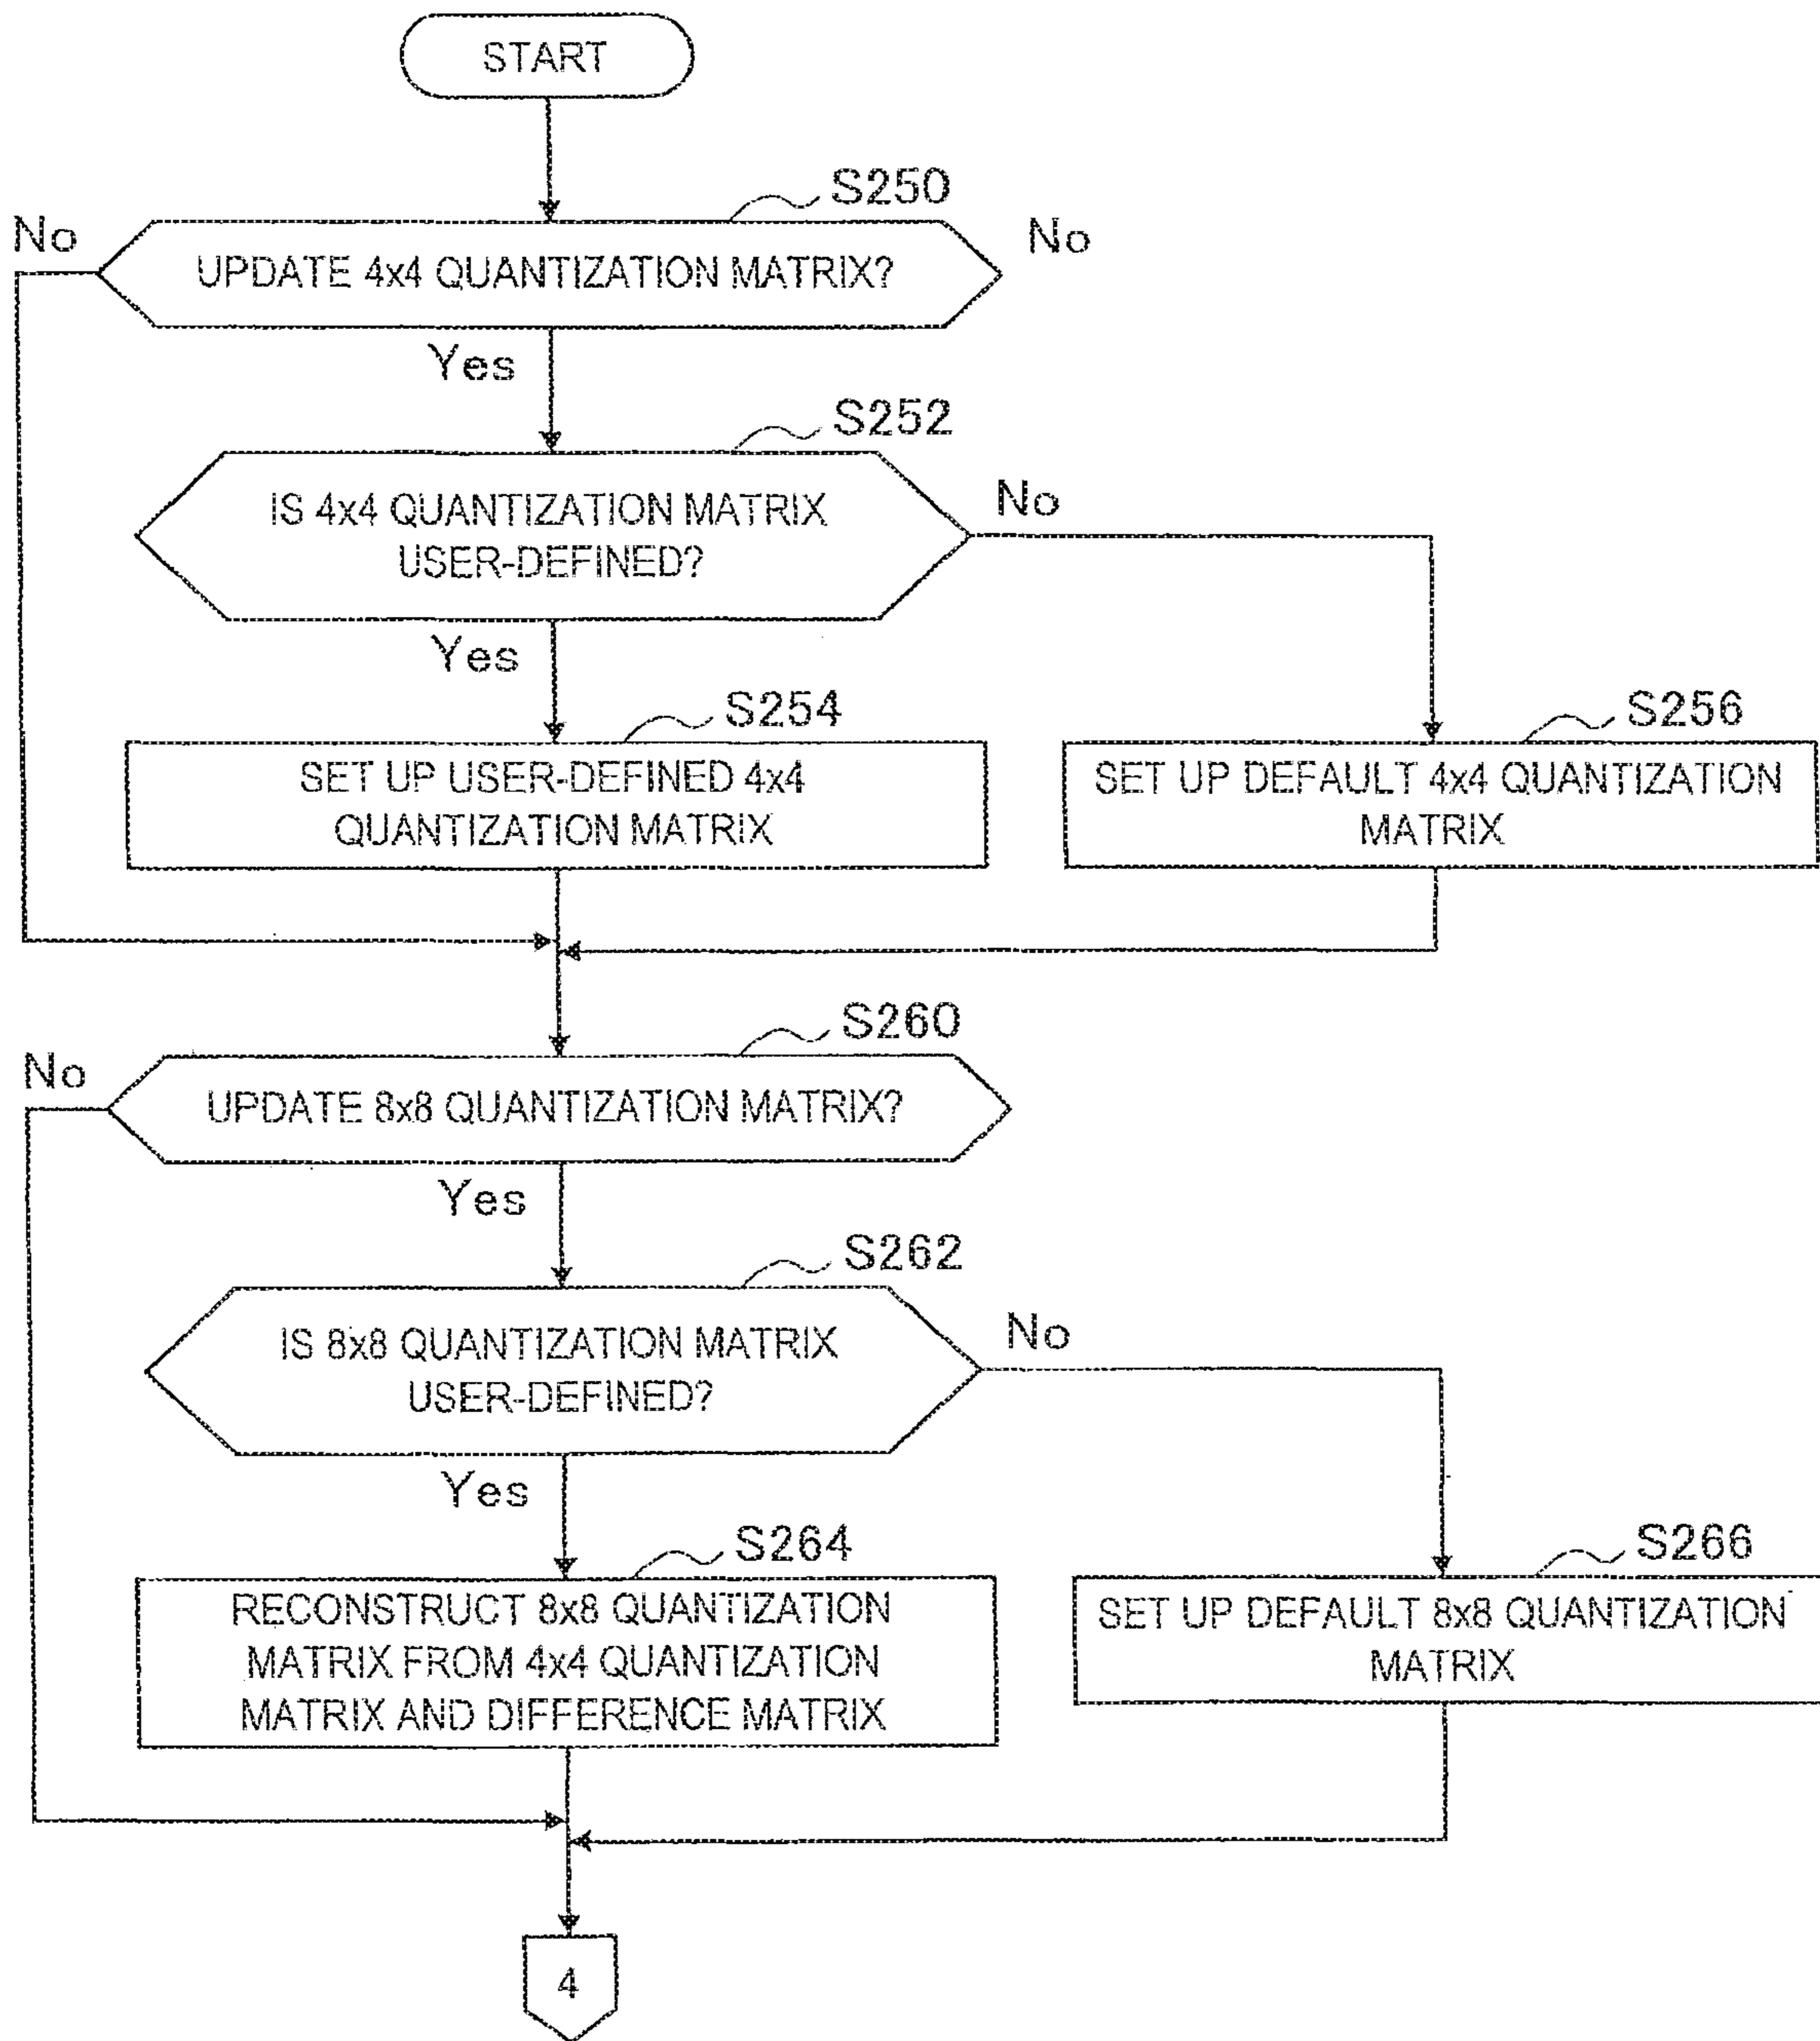 START
S250
No
No
UPDATE 4x4 QUANTIZATION MATRIX?
Yes
S252
IS 4x4 QUANTIZATION MATRIX
USER-DEFINED?
No
Yes
S254
S256
SET UP USER-DEFINED 4x4
QUANTIZATION MATRIX
SET UP DEFAULT 4x4 QUANTIZATION
MATRIX
S260
No
UPDATE 8x8 QUANTIZATION MATRIX?
Yes
S262
IS 8x8 QUANTIZATION MATRIX
USER-DEFINED?
No
Yes
S264
S266
RECONSTRUCT 8x8 QUANTIZATION
MATRIX FROM 4x4 QUANTIZATION
MATRIX AND DIFFERENCE MATRIX
SET UP DEFAULT 8x8 QUANTIZATION
MATRIX
4